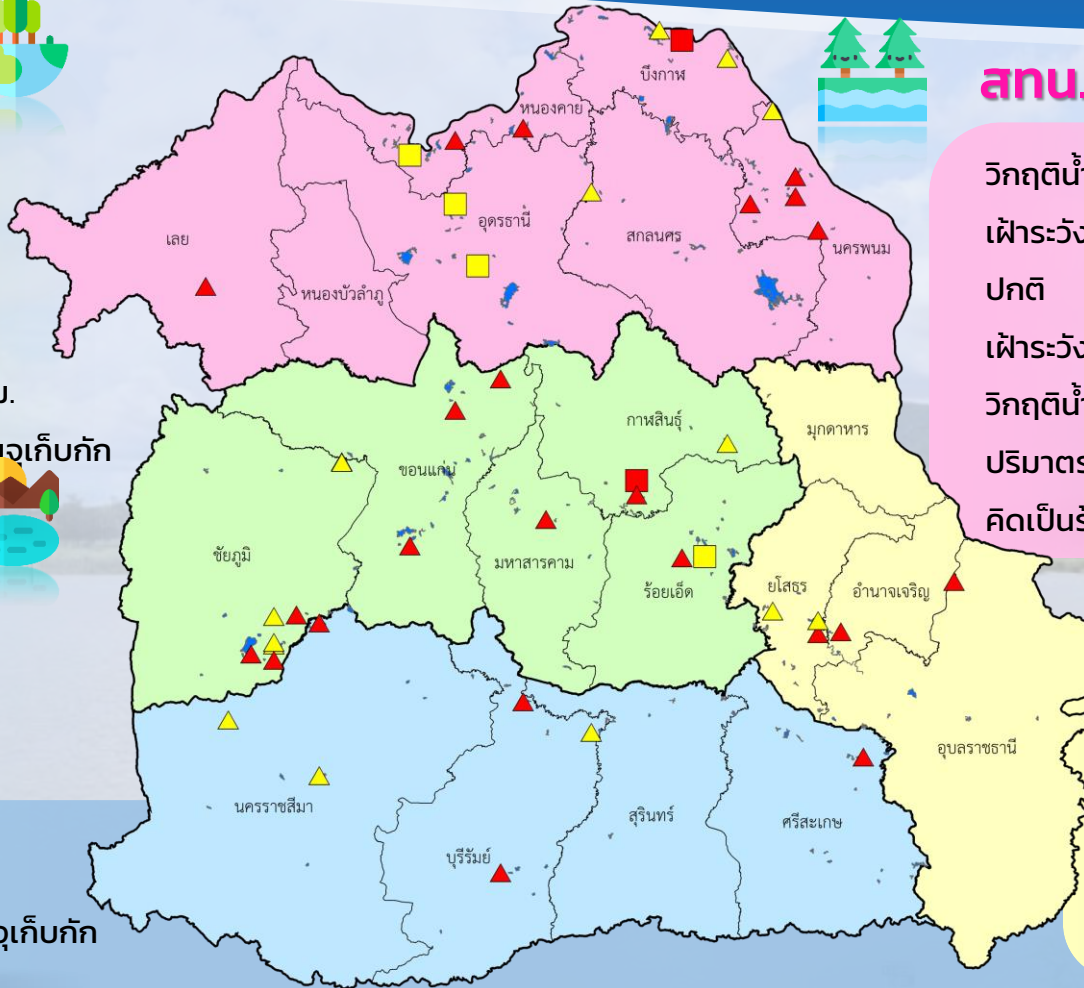 สทน.
วิกฤติน้ำ
เฝ้าระวัง
ปกติ
เฝ้าระวัง
วิกฤติน้ำ
ปริมาตร
คิดเป็นร้
บึงกาฬ
หนองคาย
เลย
อุดรธานี
สกลนคร
นครพนม
หนองบัวลำภู
ม.
จุเก็บกัก
กาฬสินธุ์
มุกดาหาร
ขอนแก่น
ชัยภูมิ
มหาสารคาม
ร้อยเอ็ด
ยโสธร
อำนาจเจริญ
อุบลราชธานี
นครราชสีมา
บุรีรัมย์
สุรินทร์
ศรีสะเกษ
จุเก็บกัก